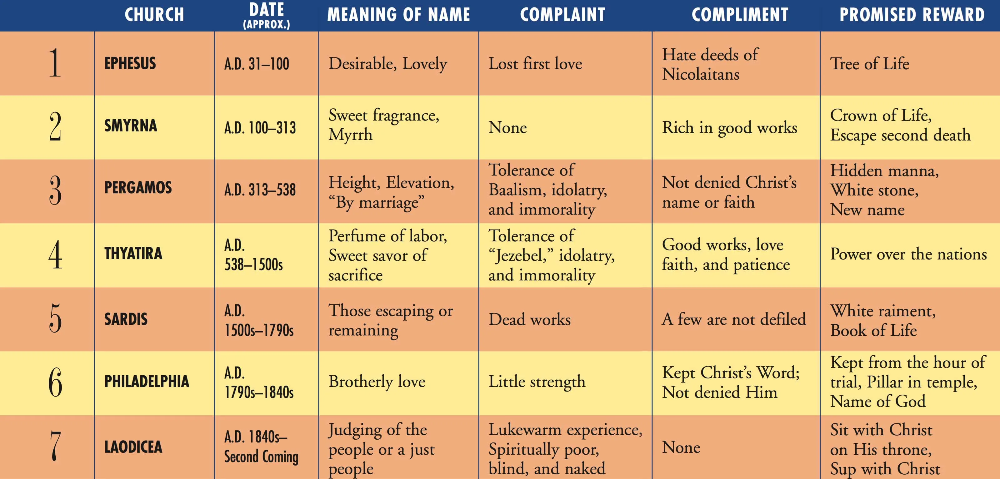 CHURCH DATE (APPROX.) MEANING OF NAME COMPLAINT COMPLIMENT PROMISED REWARD
1
EPHESUS
A.D. 31–100
Desirable, Lovely
Lost first love
Hate deeds of
Nicolaitans
Tree of Life
2
SMYRNA
A.D. 100–313
Sweet fragrance,
Myrrh
None
Rich in good works
Crown of Life,
Escape second death
3
PERGAMOS
A.D. 313–538
Height, Elevation,
“By marriage”
Tolerance of
Baalism, idolatry,
and immorality
Not denied Christ’s
name or faith
Hidden manna,
White stone,
New name
4
THYATIRA
A.D.
538–1500s
Perfume of labor,
Sweet savor of
sacrifice
Tolerance of
“Jezebel,” idolatry,
and immorality
Good works, love
faith, and patience
Power over the nations
5
SARDIS
A.D.
1500s–1790s
Those escaping or
remaining
Dead works
A few are not defiled
White raiment,
Book of Life
6
PHILADELPHIA
A.D.
1790s–1840s
Brotherly love
Little strength
Kept Christ’s Word;
Not denied Him
Kept from the hour of
trial, Pillar in temple,
Name of God
7
LAODICEA
A.D. 1840s–
Second Coming
Judging of the
people or a just
people
Lukewarm experience,
Spiritually poor,
blind, and naked
None
Sit with Christ
on His throne,
Sup with Christ